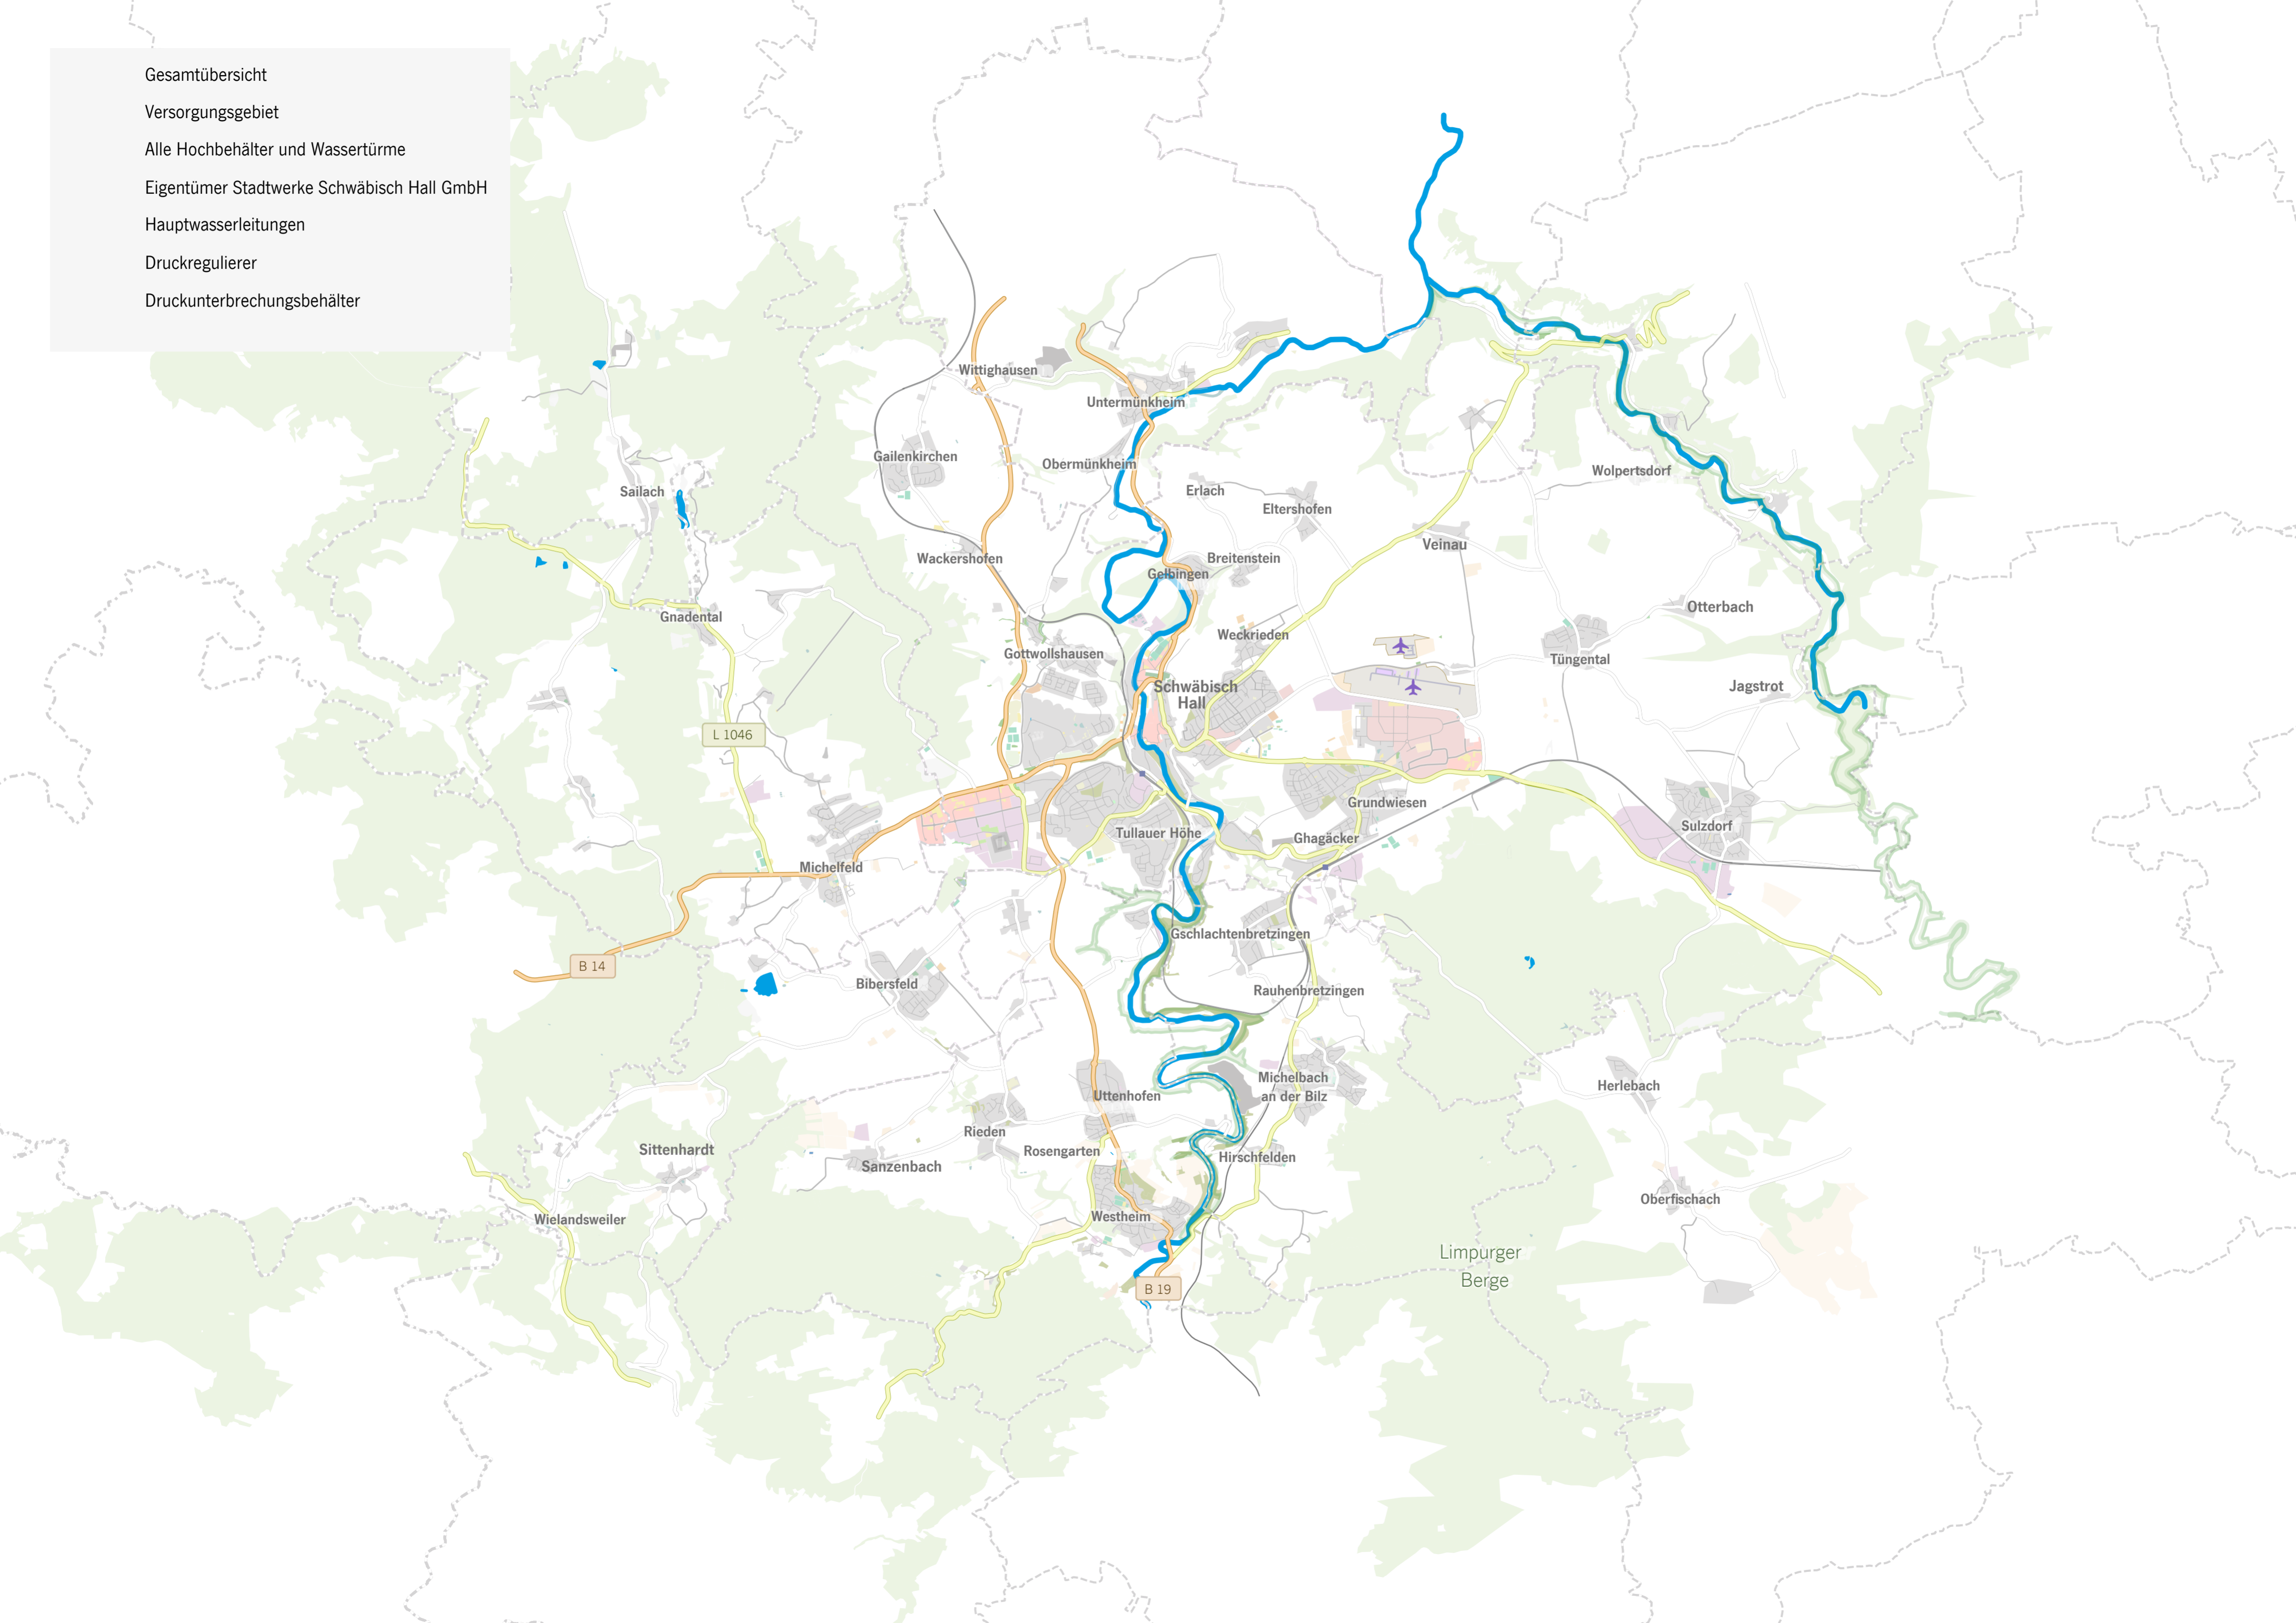 Gesamtübersicht
Versorgungsgebiet
Alle Hochbehälter und Wassertürme
Eigentümer Stadtwerke Schwäbisch Hall GmbH
Hauptwasserleitungen
Druckregulierer
Druckunterbrechungsbehälter
Wittighausen
Untermünkheim
Gailenkirchen
Obermünkheim
Wolpertsdorf
Sailach
Erlach
Eltershofen
Veinau
Wackershofen
Breitenstein
Gelbingen
Otterbach
Gnadental
Weckrieden
Gottwollshausen
Tüngental
Schwäbisch
Hall
Jagstrot
L 1046
Grundwiesen
Sulzdorf
Tullauer Höhe
Ghagäcker
Michelfeld
Gschlachtenbretzingen
B 14
Bibersfeld
Rauhenbretzingen
Michelbach
an der Bilz
Herlebach
Uttenhofen
Rieden
Sittenhardt
Rosengarten
Hirschfelden
Sanzenbach
Oberfischach
Westheim
Wielandsweiler
Limpurger
Berge
B 19